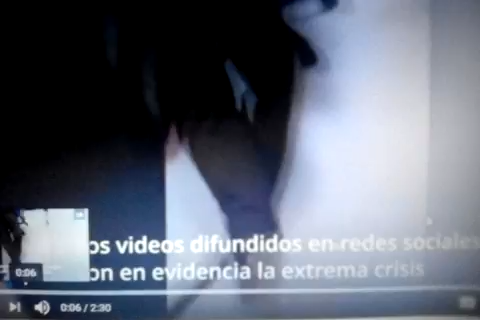 os videos difundidos en redes sociales
on en evidencia la extrema crisis
0:06
0:06 / 2:30